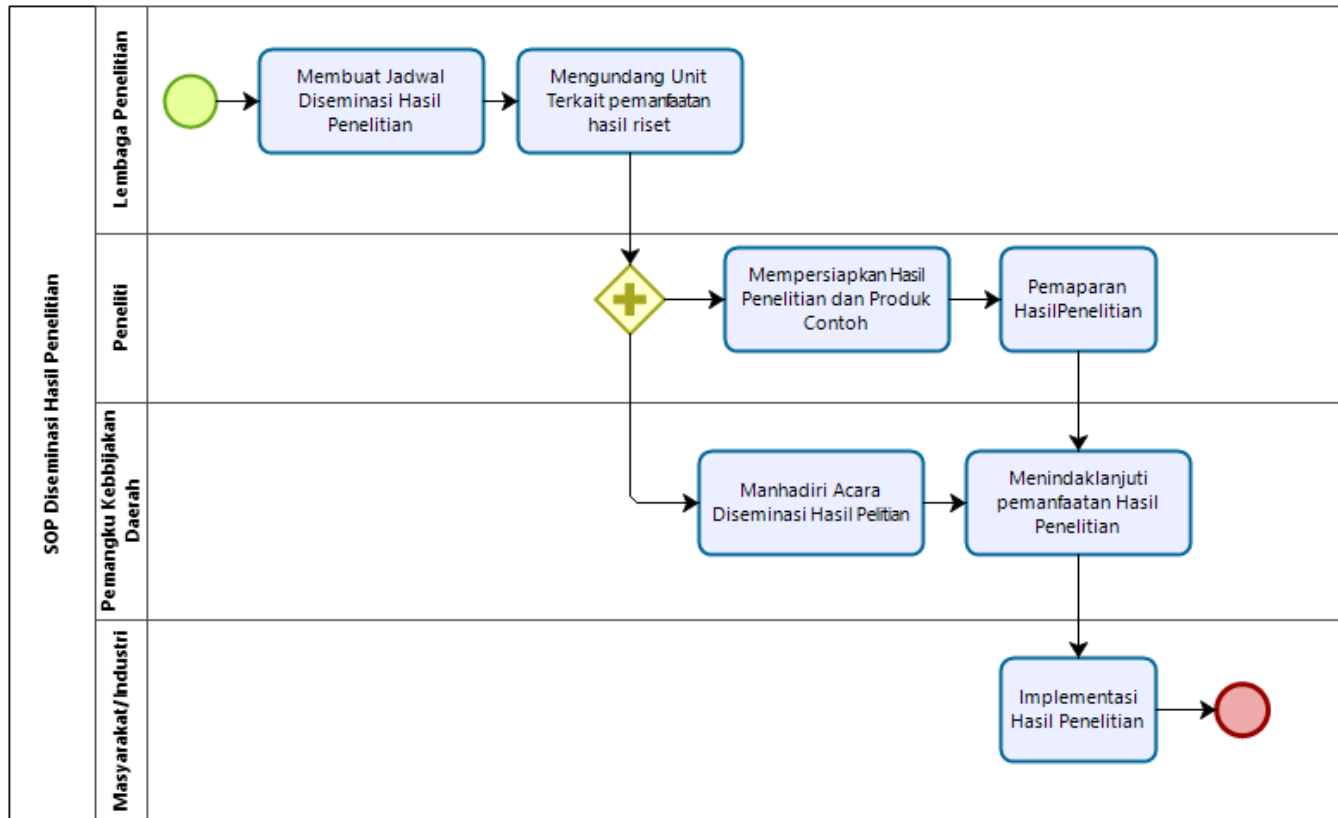 SOP Diseminasi Hasil Penelitian
Lembaga Penelitian
Membuat Jadwal
Diseminasi Hasil
Penelitian
Mengundang Unit
Terkait pemanfaatan
hasil riset
Peneliti
Mempersiapkan Hasil
Penelitian dan Produk
Contoh
Pemaparan
HasilPenelitian
Pemangku Kebbijakan
Daerah
Manhadiri Acara
Diseminasi Hasil Pelitian
Menindaklanjuti
pemanfaatan Hasil
Penelitian
Masyarakat/Industri
Implementasi
Hasil Penelitian